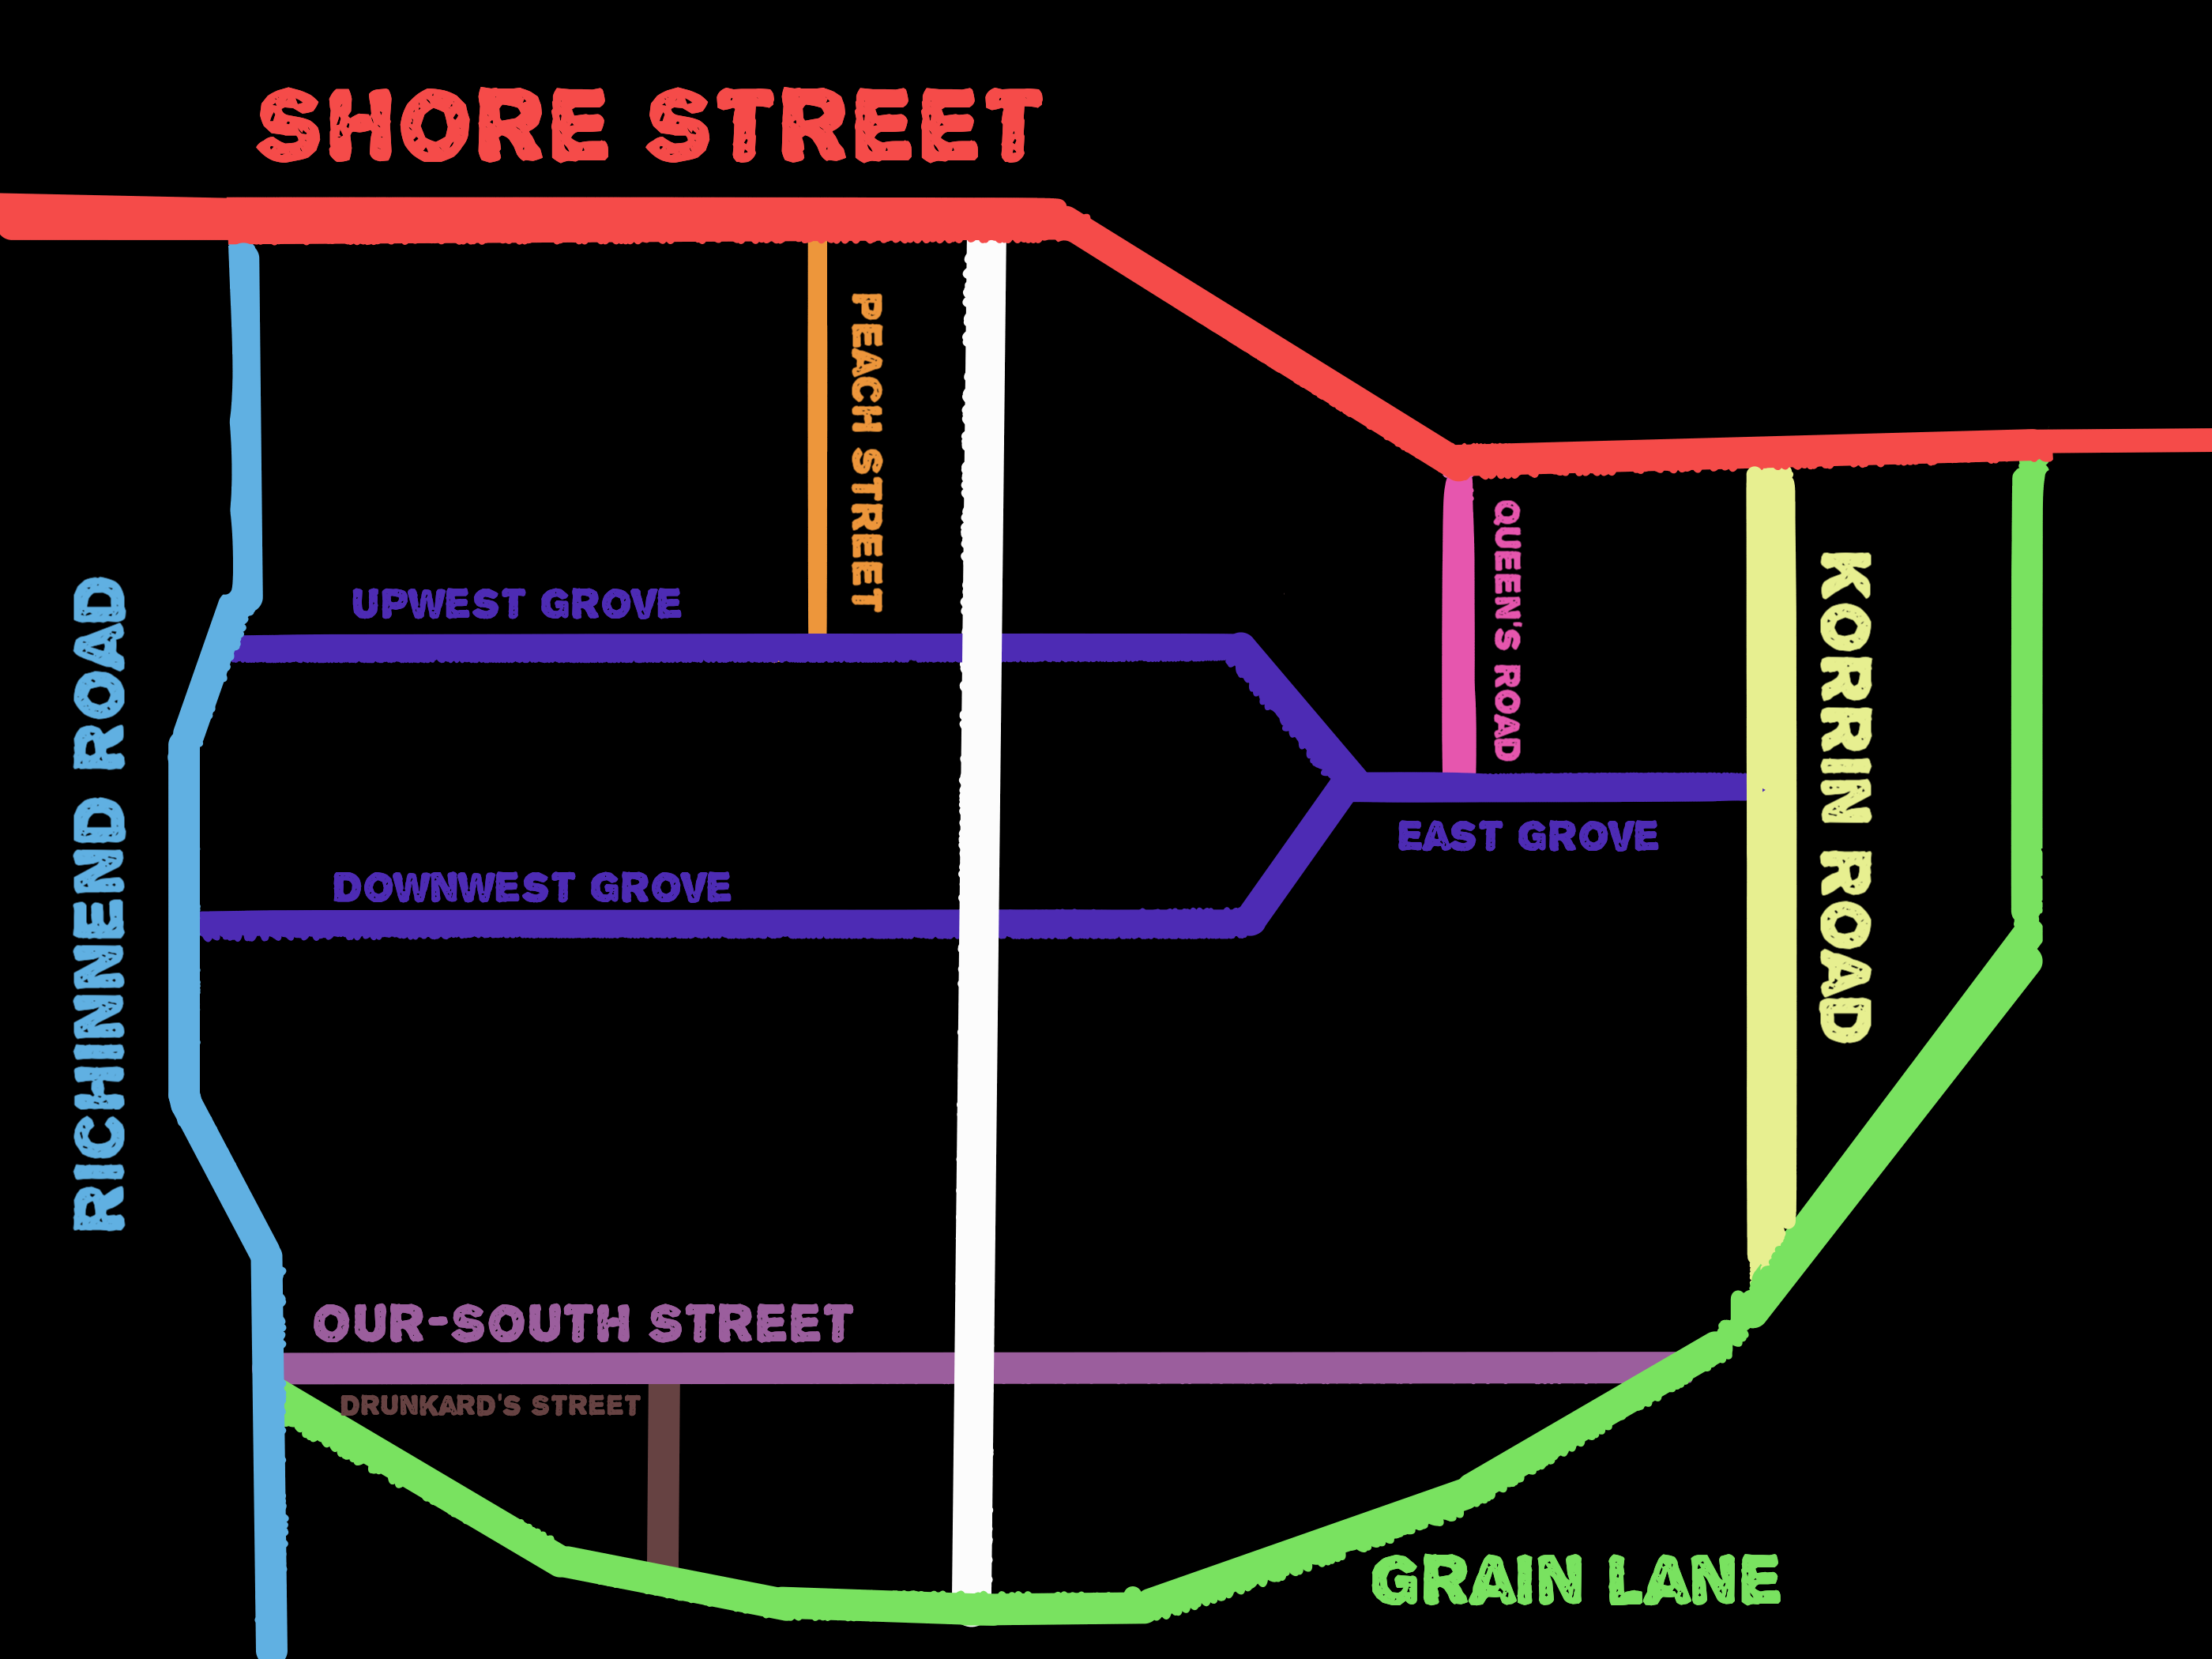 SHORE STREET
PEACH STREET
QUEEN'S ROAD
KORRIN ROAD
RICHINEND ROAD
UPWEST GROVE
EAST GROVE
DOWNWEST GROVE
OUR-SOUTH STREET
DRUNKARD'S STREET
GRAIN LANE